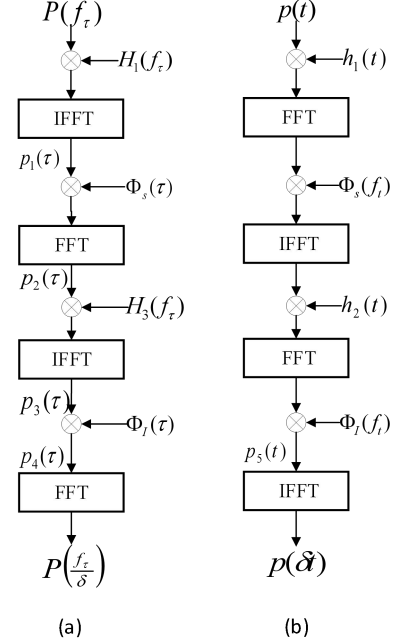 P(f_τ)
H_1(f_τ)
IFFT
p_1(τ)
Φ_s(τ)
FFT
p_2(τ)
H_3(f_τ)
IFFT
p_3(τ)
Φ_I(τ)
p_4(τ)
FFT
P(f_τ/δ)
(a)
p(t)
h_1(t)
FFT
Φ_s(f_t)
IFFT
h_2(t)
FFT
Φ_I(f_t)
p_5(t)
IFFT
p(δt)
(b)